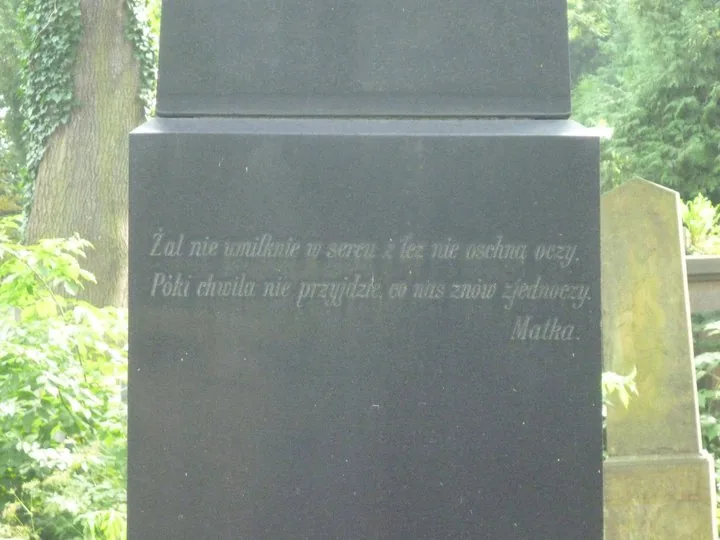 Żal nie umilknie w sercu z łez nie oschną oczy,
Póki chwila nie przyjdzie, co nas znów zjednoczy.
Matka.